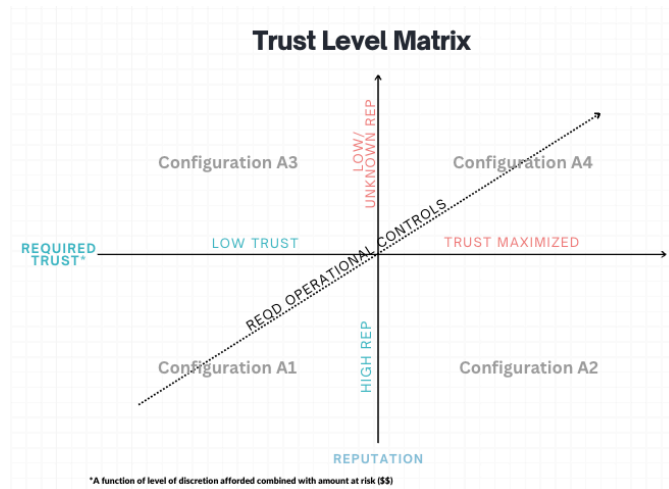 Trust Level Matrix
LOW/
UNKNOWN REP
Configuration A3
Configuration A4
REQD OPERATIONAL CONTROLS
REQUIRED
TRUST*
LOW TRUST
TRUST MAXIMIZED
HIGH REP
Configuration A1
Configuration A2
REPUTATION
*A function of level of discretion afforded combined with amount at risk ($$)